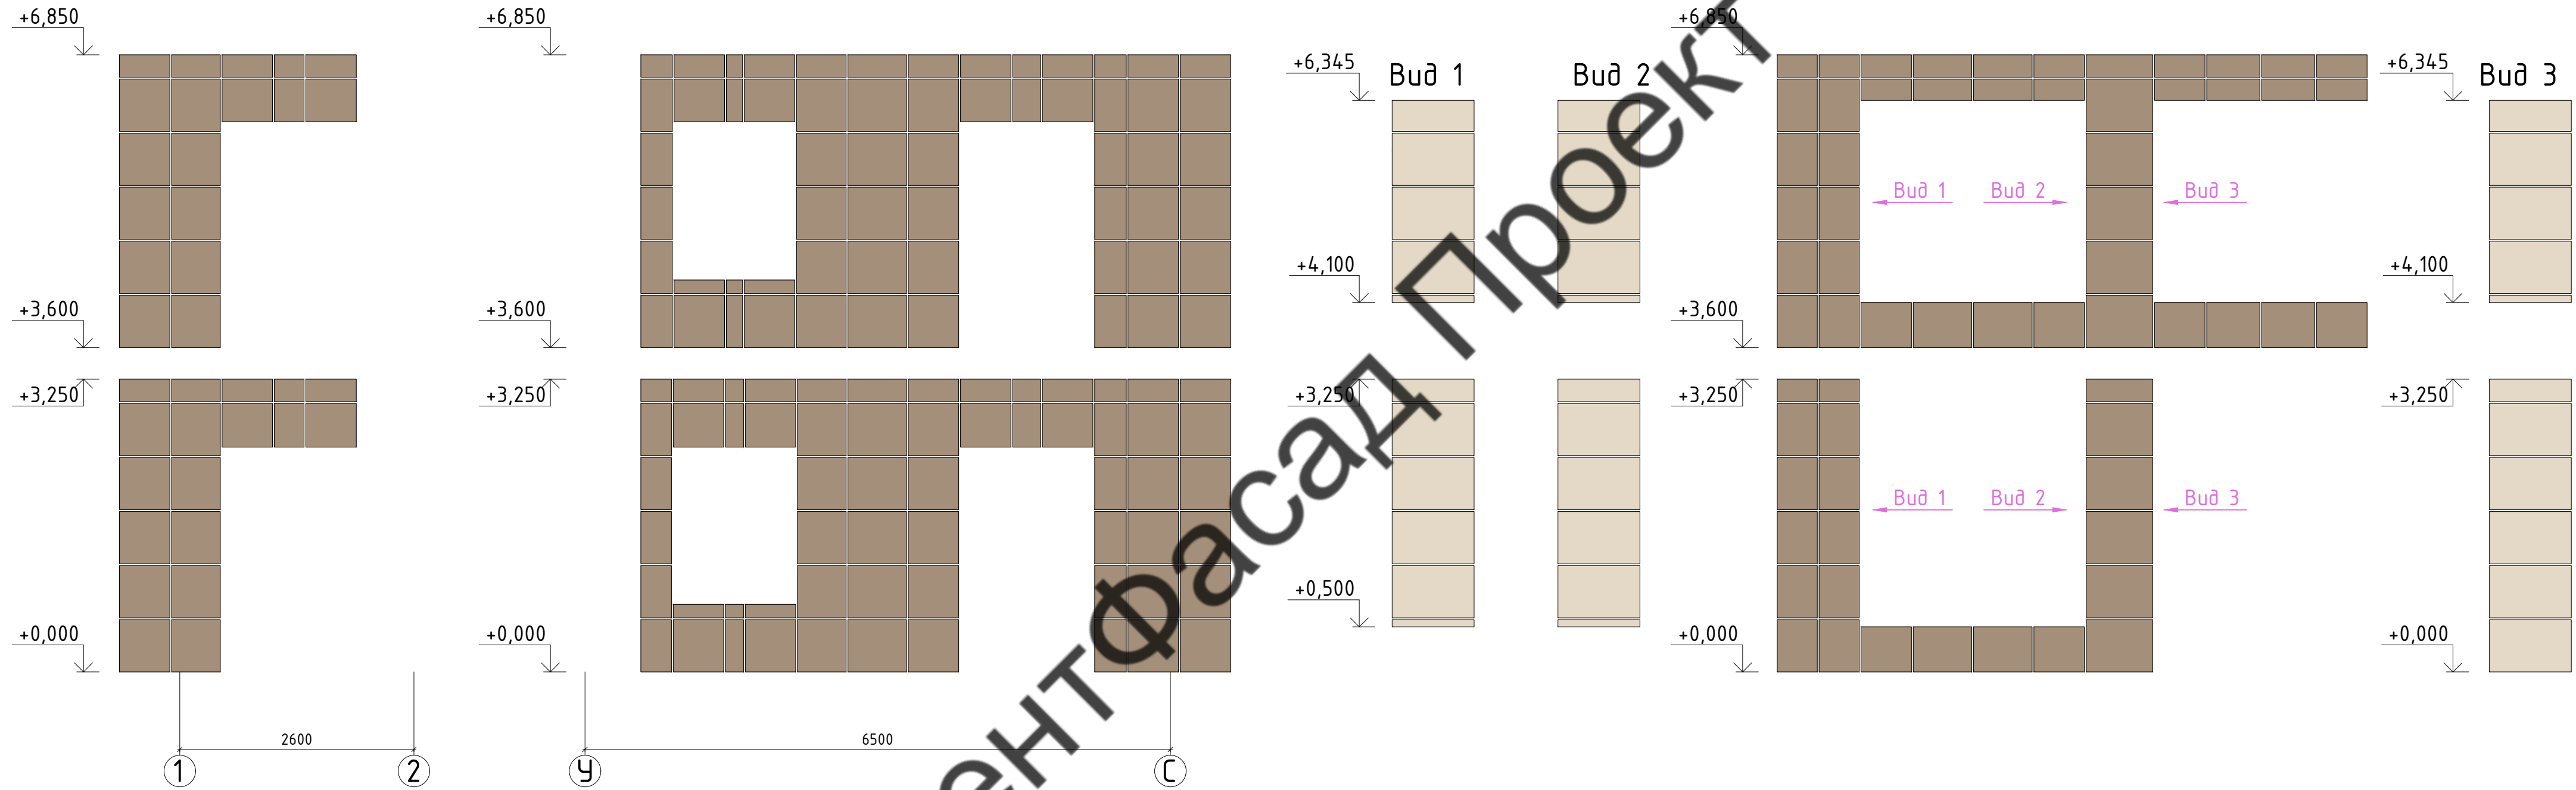 +6,850
+6,850
+6,850
+6,345
Вид 1
Вид 2
+6,345
Вид 3
Вид 1
Вид 2
Вид 3
+4,100
+4,100
+3,600
+3,600
+3,600
+3,250
+3,250
+3,250
+3,250
+3,250
Вид 1
Вид 2
Вид 3
+0,500
+0,000
+0,000
+0,000
+0,000
2600
6500
1
2
У
С
ентФасад Проект